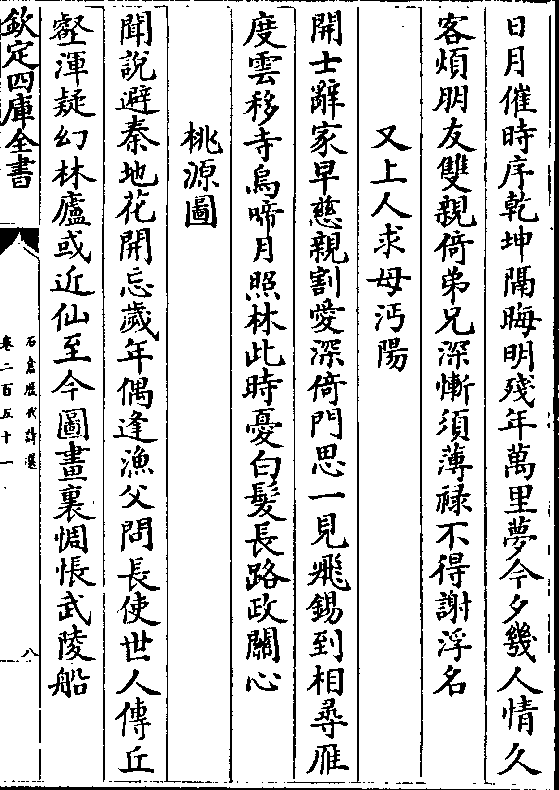 日月催時序乾坤隔晦明殘年萬里夢今夕幾人情久
客煩朋友雙親倚弟兄深慚須薄祿不得謝浮名
又上人求母沔陽
開士辭家早慈親割愛深倚門思一見飛錫到相尋雁
度雲移寺烏啼月照林此時憂白髮長路政關心
桃源圖
聞說避秦地花開忘歲年偶逢漁父問長使世人傳丘
壑渾疑幻林廬或近仙至今圖畫裏惆悵武陵船
欽定四庫全書
石倉歷代詩選
卷二百五十一
八